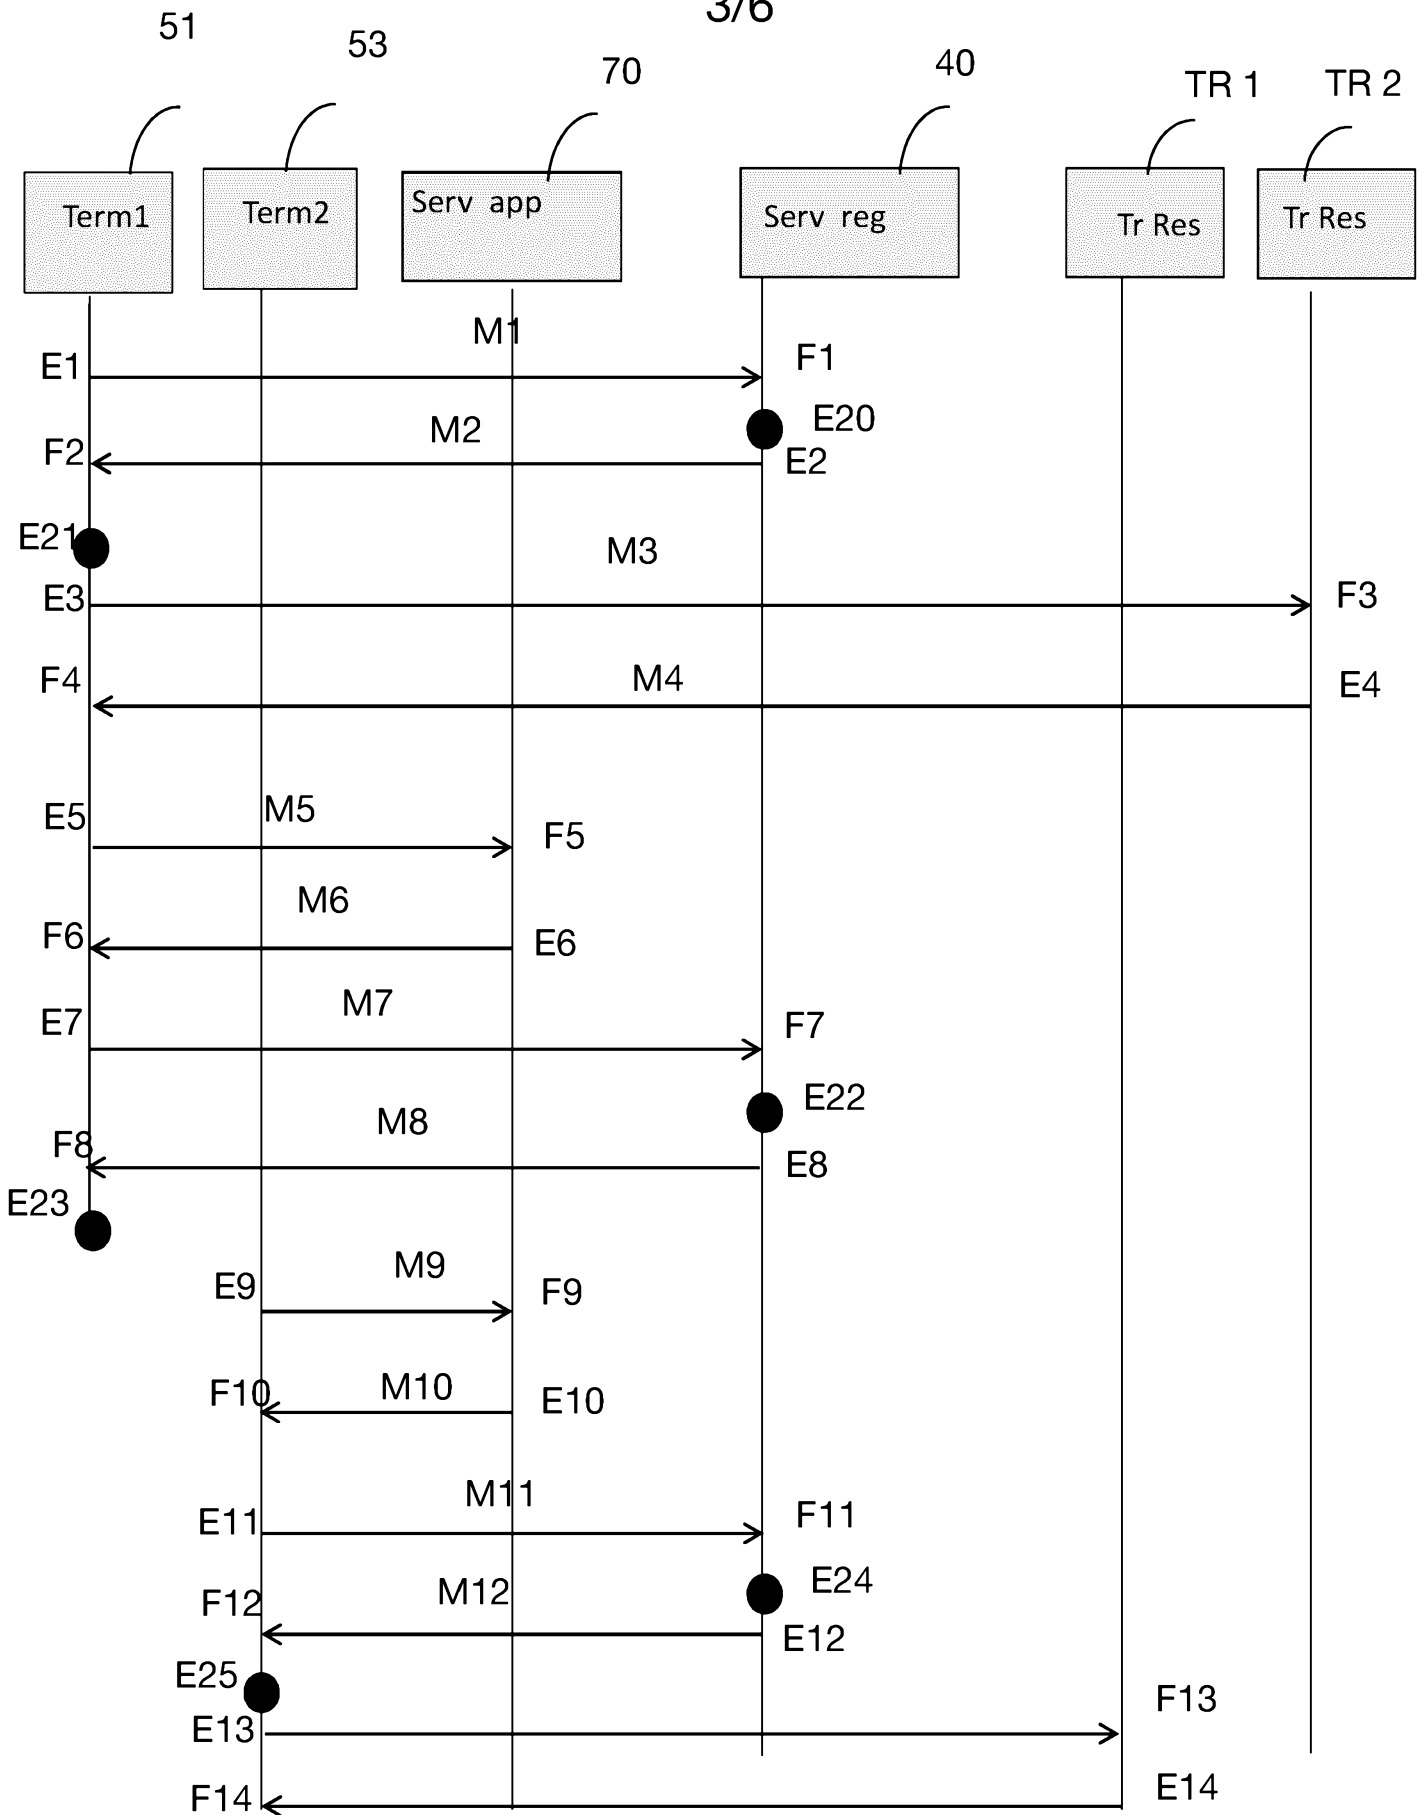 3/6
51
53
70
40
TR 1
TR 2
Term1
Term2
Serv app
Serv reg
Tr Res
Tr Res
M1
E1
F1
E20
M2
F2
E2
E21
M3
E3
F3
F4
M4
E4
E5
M5
F5
M6
F6
E6
M7
E7
F7
E22
M8
F8
E8
E23
M9
E9
F9
F10
M10
E10
M11
E11
F11
E24
M12
F12
E12
E25
F13
E13
E14
F14